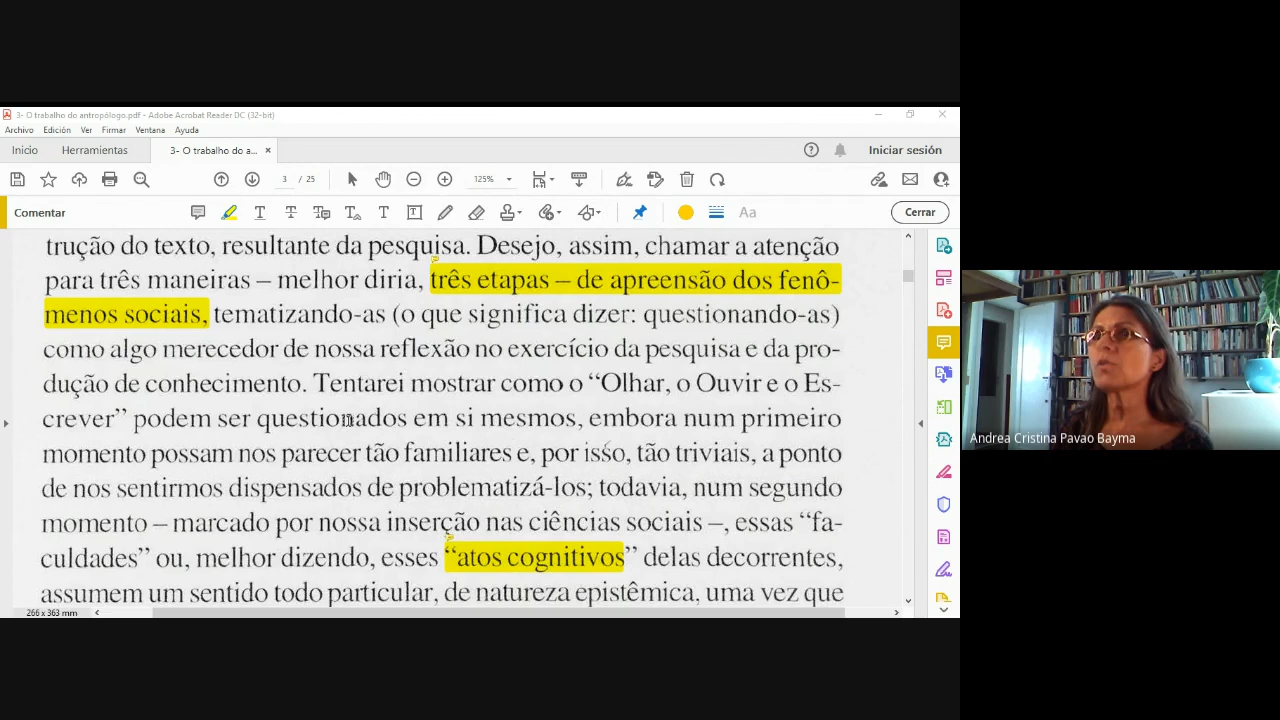 3- O trabalho do antropólogo.pdf - Adobe Acrobat Reader DC (32-bit)
Archivo Edición Ver Firmar Ventana Ayuda
Inicio Herramientas 3- O trabalho do a... × Iniciar sesión
3 / 25 125%
Comentar Aa Cerrar
trução do texto, resultante da pesquisa. Desejo, assim, chamar a atenção
para três maneiras – melhor diria, três etapas – de apreensão dos fenô-
menos sociais, tematizando-as (o que significa dizer: questionando-as)
como algo merecedor de nossa reflexão no exercício da pesquisa e da pro-
dução de conhecimento. Tentarei mostrar como o “Olhar, o Ouvir e o Es-
crever” podem ser questionados em si mesmos, embora num primeiro
momento possam nos parecer tão familiares e, por isso, tão triviais, a ponto
de nos sentirmos dispensados de problematizá-los; todavia, num segundo
momento – marcado por nossa inserção nas ciências sociais –, essas “fa-
culdades” ou, melhor dizendo, esses “atos cognitivos” delas decorrentes,
assumem um sentido todo particular, de natureza epistêmica, uma vez que
266 x 363 mm
Andrea Cristina Pavao Bayma